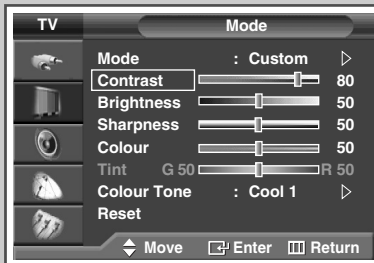 TV Mode
Mode : Custom
Contrast 80
Brightness 50
Sharpness 50
Colour 50
Tint G 50 R 50
Colour Tone : Cool 1
Reset
Move Enter Return